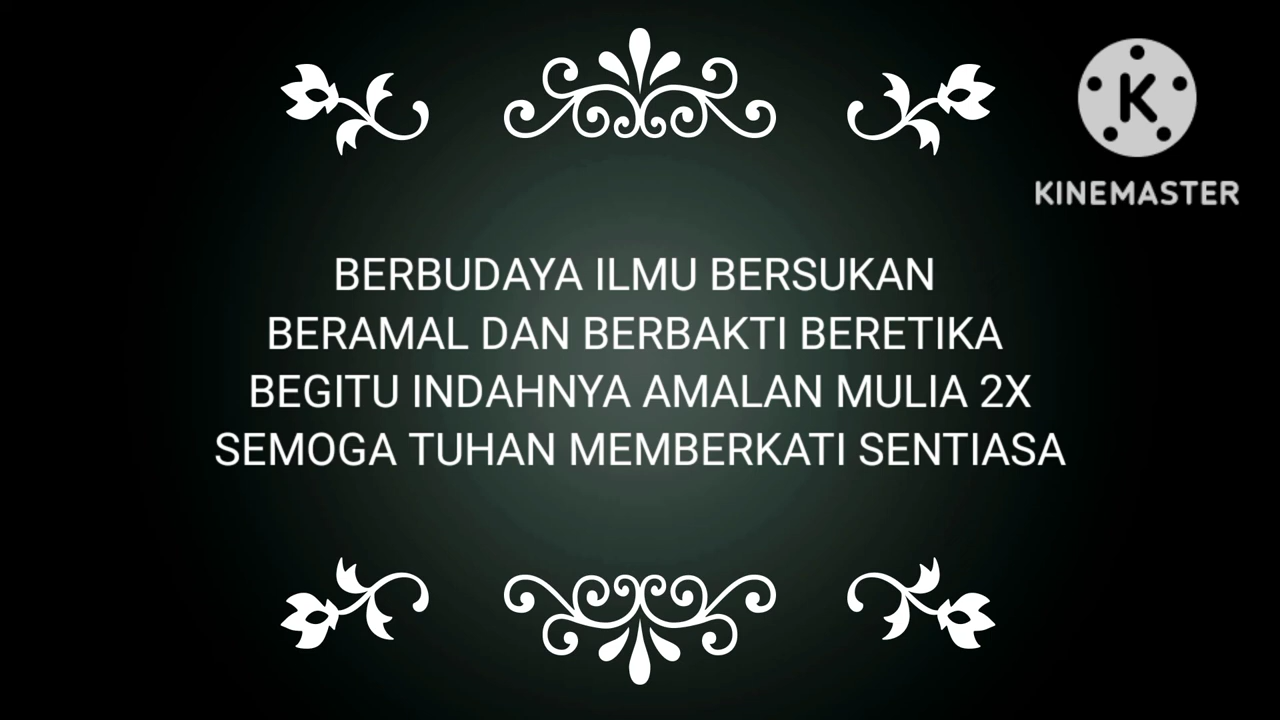 K
KINEMASTER
BERBUDAYA ILMU BERSUKAN
BERAMAL DAN BERBAKTI BERETIKA
BEGITU INDAHNYA AMALAN MULIA 2X
SEMOGA TUHAN MEMBERKATI SENTIASA